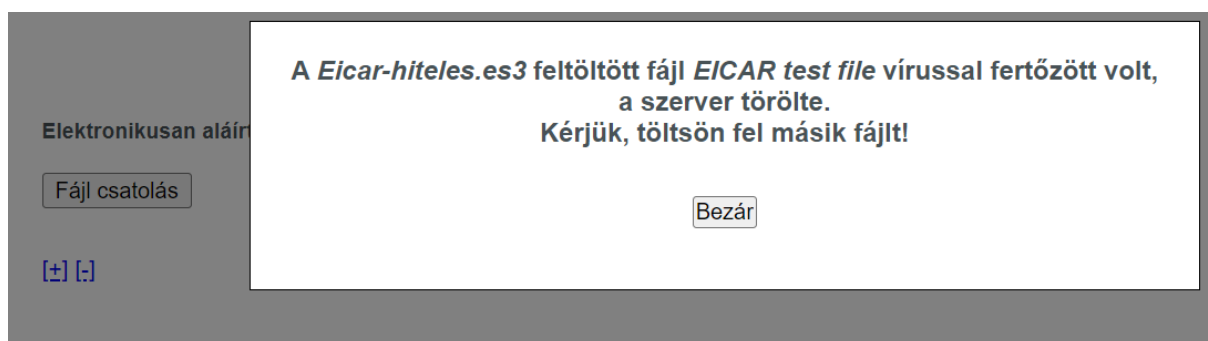 A Eicar-hiteles.es3 feltöltött fájl EICAR test file vírussal fertőzött volt,
a szerver törölte.
Kérjük, töltsön fel másik fájlt!
Bezár
Elektronikusan aláírt
Fájl csatolás
[+] [-]